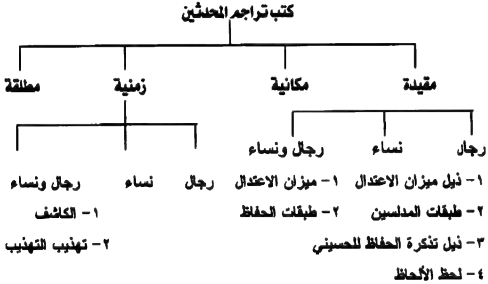 كتب تراجم المحدثين
مقيدة مكانية زمنية مطلقة
رجال نساء رجال ونساء رجال نساء رجال ونساء
١- ذيل ميزان الاعتدال ١- ميزان الاعتدال ١- الكاشف
٢- طبقات المدلسين ٢- طبقات الحفاظ ٢- تهذيب التهذيب
٣- ذيل تذكرة الحفاظ للحسيني
٤- لحظ الألحاظ